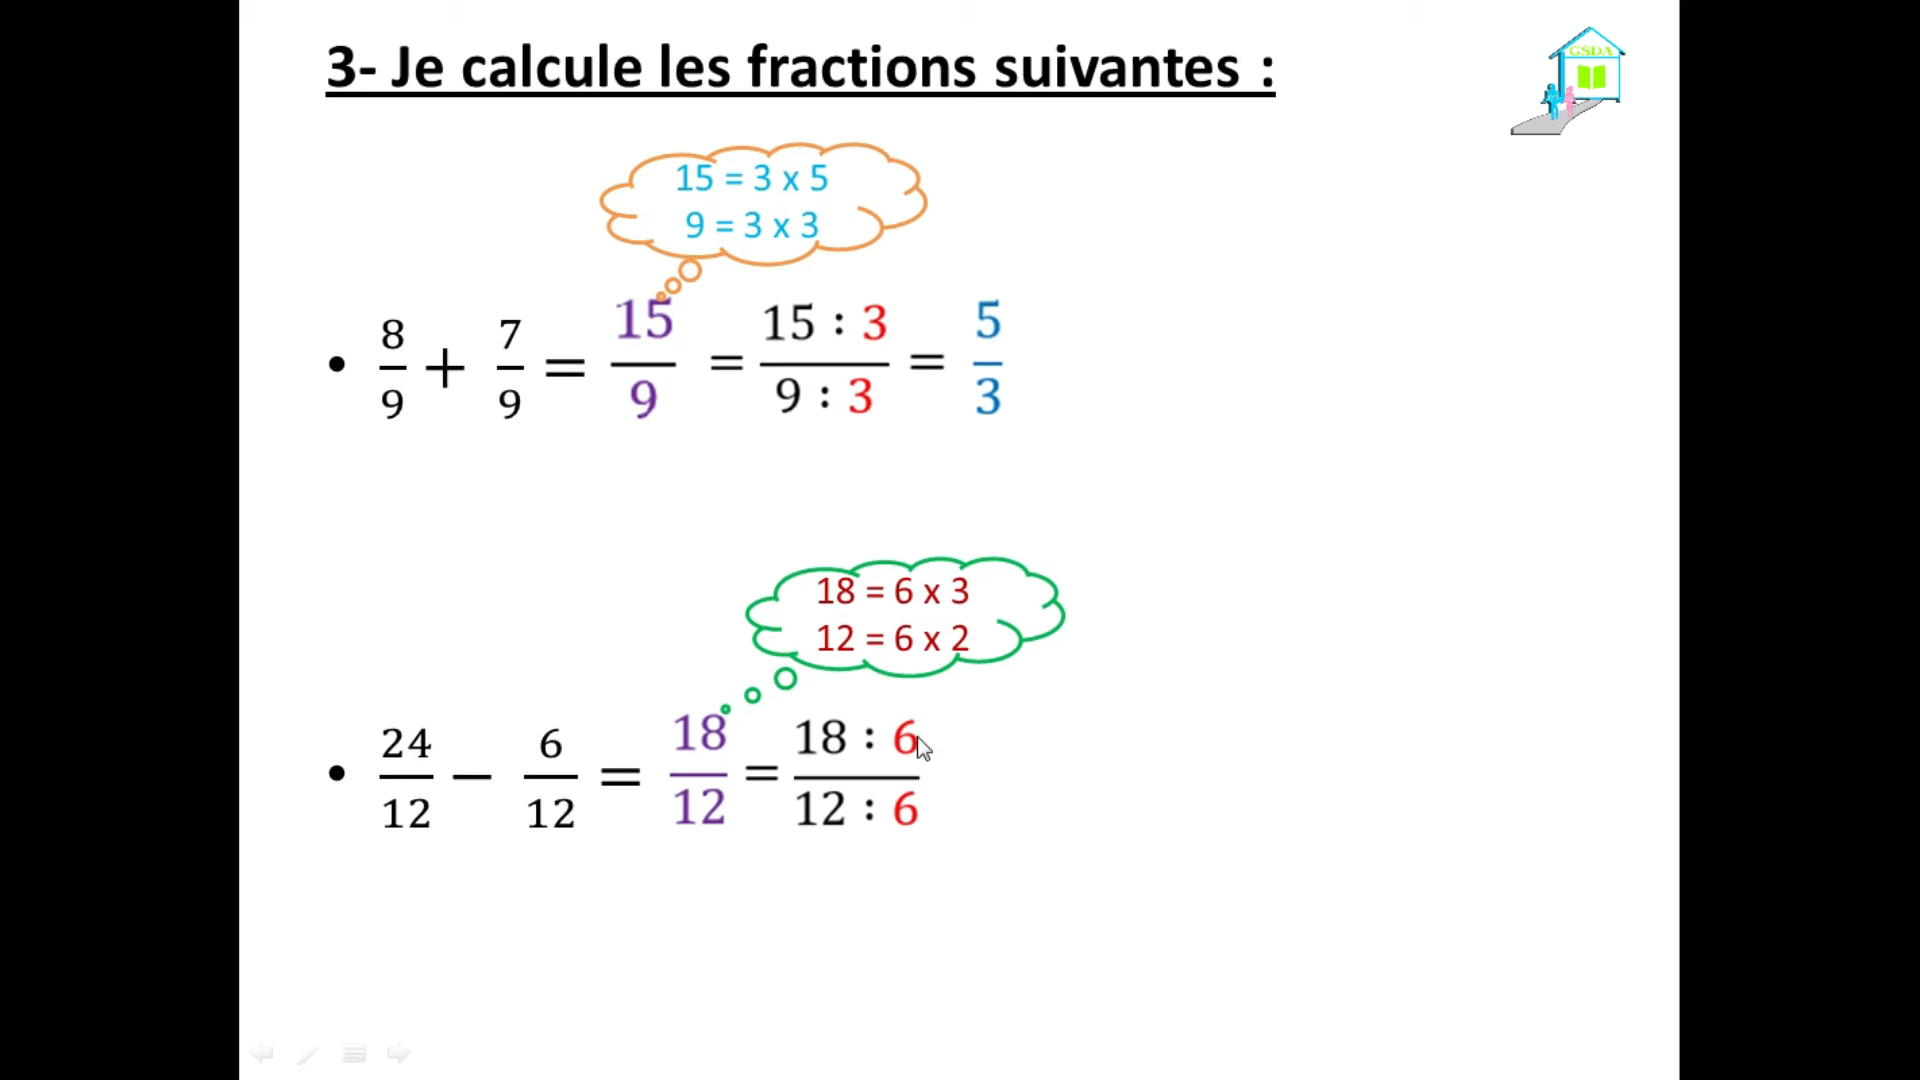 3- Je calcule les fractions suivantes :
GSDA
15 = 3 x 5
9 = 3 x 3
• 8/9 + 7/9 = 15/9 = 15 : 3/9 : 3 = 5/3
18 = 6 x 3
12 = 6 x 2
• 24/12 − 6/12 = 18/12 = 18 : 6/12 : 6